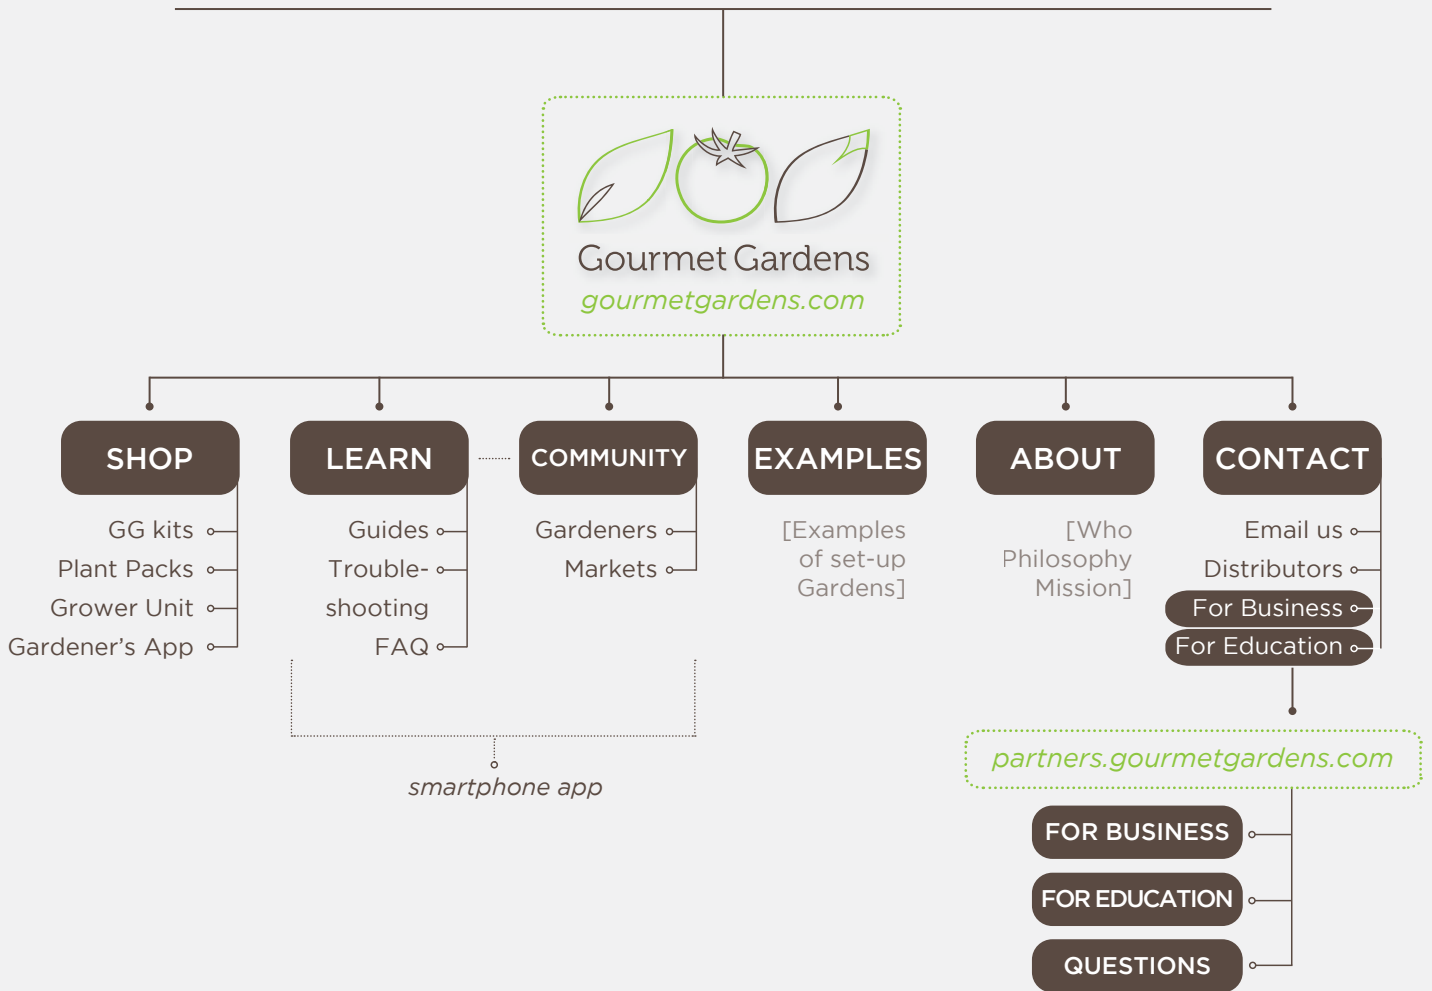 Gourmet Gardens
gourmetgardens.com
SHOP
GG kits
Plant Packs
Grower Unit
Gardener’s App
LEARN
Guides
Trouble-
shooting
FAQ
COMMUNITY
Gardeners
Markets
smartphone app
EXAMPLES
[Examples
of set-up
Gardens]
ABOUT
[Who
Philosophy
Mission]
CONTACT
Email us
Distributors
For Business
For Education
partners.gourmetgardens.com
FOR BUSINESS
FOR EDUCATION
QUESTIONS